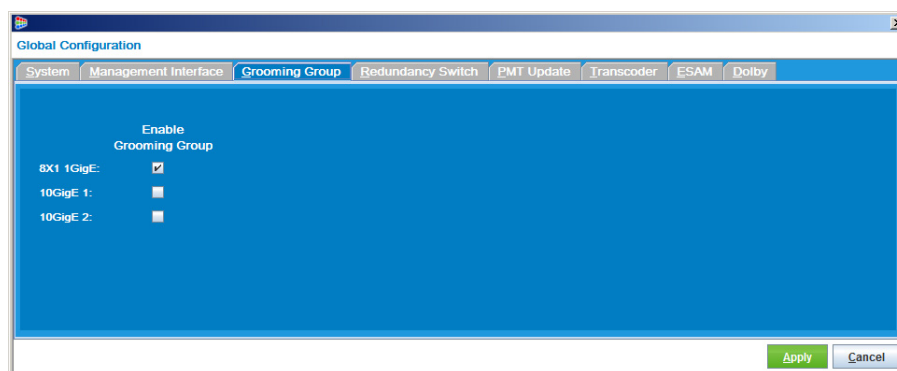 Global Configuration
System Management Interface Grooming Group Redundancy Switch PMT Update Transcoder ESAM Dolby
Enable
Grooming Group
8X1 1GigE:
10GigE 1:
10GigE 2:
Apply Cancel